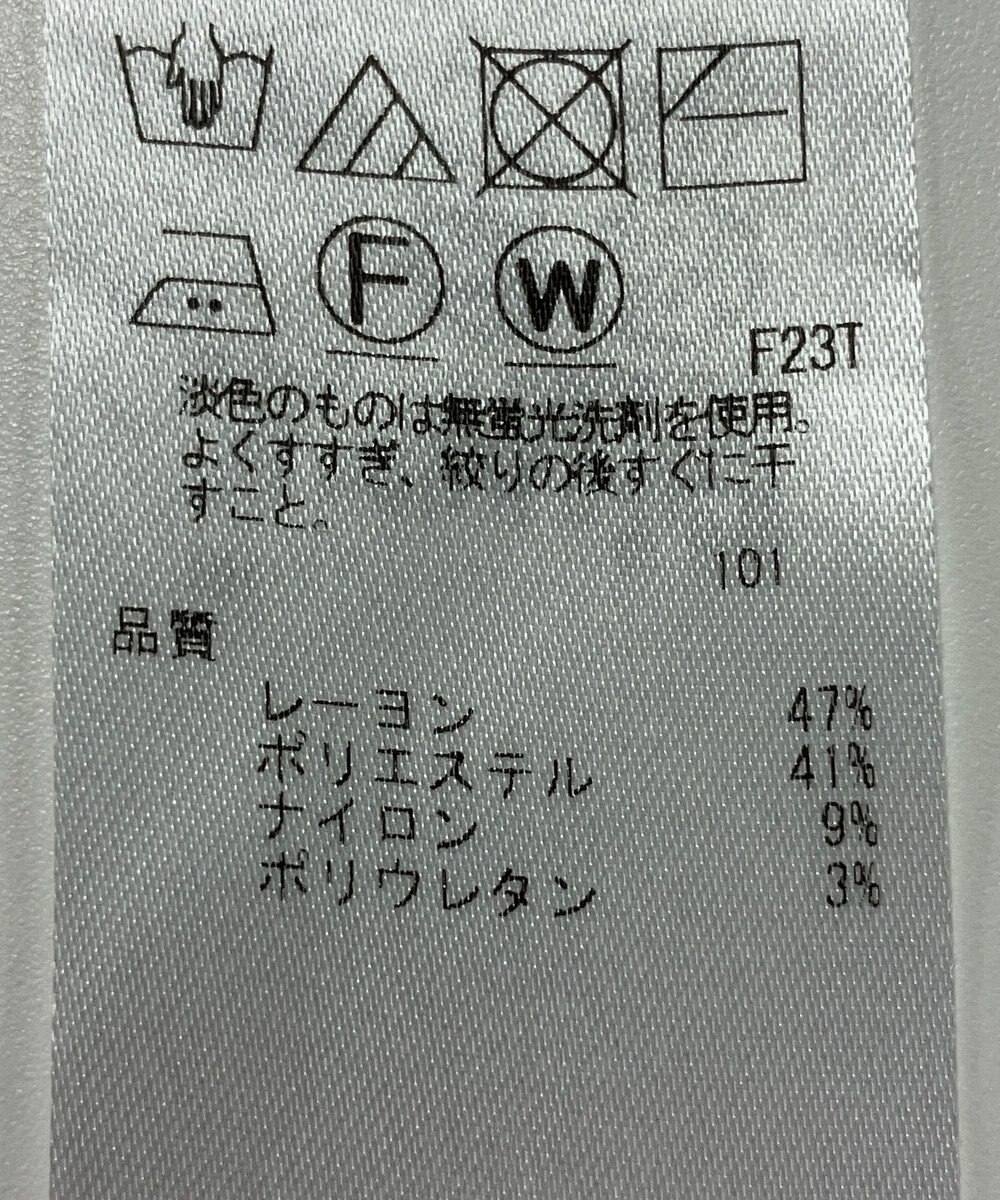 F W
F23T
淡色のものは無蛍光洗剤を使用。
よくすすぎ、絞りの後すぐに干
すこと。
101
品質
レーヨン 47%
ポリエステル 41%
ナイロン 9%
ポリウレタン 3%